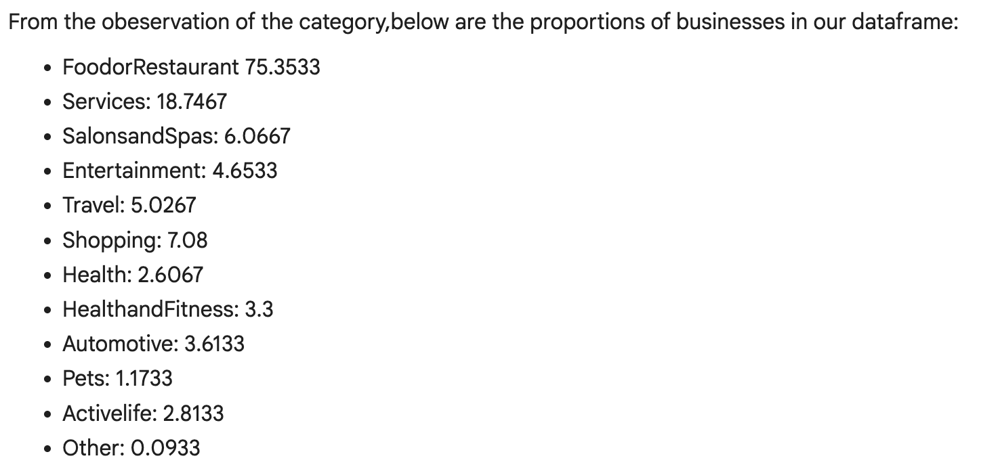 From the obeservation of the category,below are the proportions of businesses in our dataframe:
• FoodorRestaurant 75.3533
• Services: 18.7467
• SalonsandSpas: 6.0667
• Entertainment: 4.6533
• Travel: 5.0267
• Shopping: 7.08
• Health: 2.6067
• HealthandFitness: 3.3
• Automotive: 3.6133
• Pets: 1.1733
• Activelife: 2.8133
• Other: 0.0933